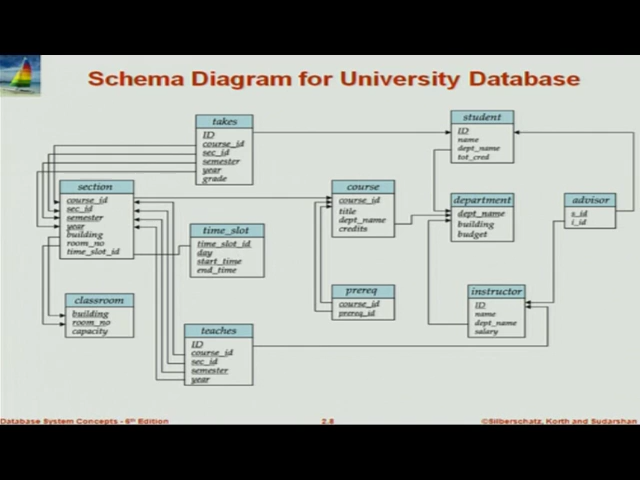 Schema Diagram for University Database
takes
ID
course_id
sec_id
semester
year
grade
student
ID
name
dept_name
tot_cred
section
course_id
sec_id
semester
year
building
room_no
time_slot_id
course
course_id
title
dept_name
credits
department
dept_name
building
budget
advisor
s_id
i_id
time_slot
time_slot_id
day
start_time
end_time
prereq
course_id
prereq_id
instructor
ID
name
dept_name
salary
classroom
building
room_no
capacity
teaches
ID
course_id
sec_id
semester
year
Database System Concepts - 6th Edition
2.8
©Silberschatz, Korth and Sudarshan